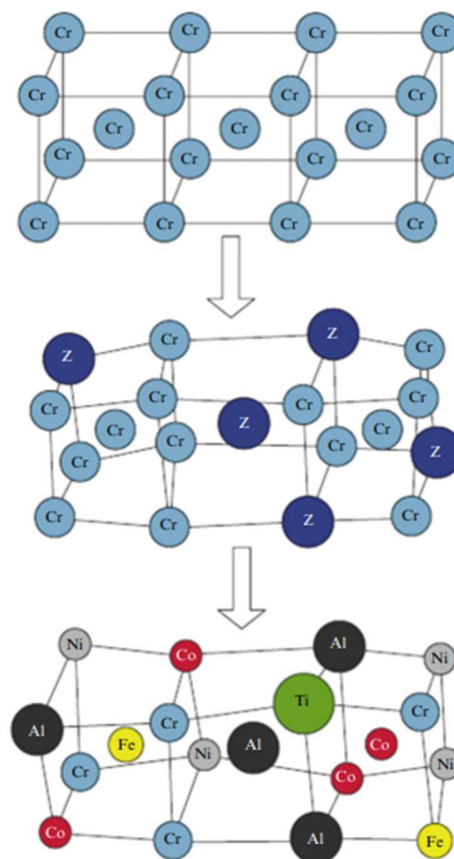 Cr Cr Cr Cr
Cr Cr Cr Cr
Cr Cr Cr
Cr Cr Cr Cr
Cr Cr Cr Cr
Z Cr Z Cr
Cr Cr Cr Cr
Cr Z Cr
Cr Cr Cr Z
Cr Cr Z Cr
Ni Co Al Ni
Al Cr Ti Cr
Fe Al Co
Cr Ni Co Ni
Co Cr Al Fe